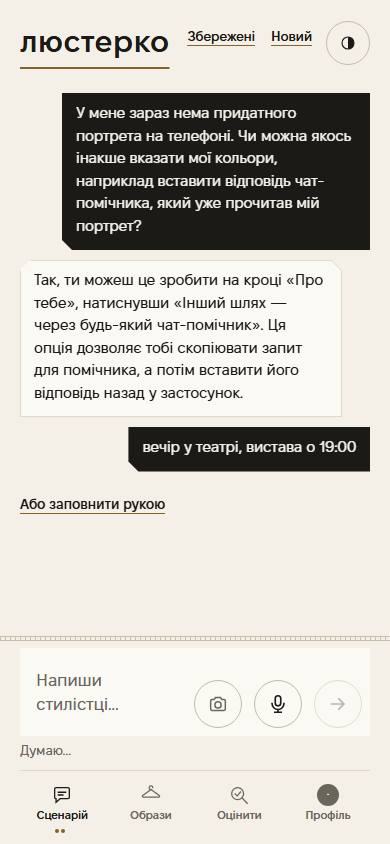 люстерко
Збережені Новий
У мене зараз нема придатного
портрета на телефоні. Чи можна якось
інакше вказати мої кольори,
наприклад вставити відповідь чат-
помічника, який уже прочитав мій
портрет?
Так, ти можеш це зробити на кроці «Про
тебе», натиснувши «Інший шлях —
через будь-який чат-помічник». Ця
опція дозволяє тобі скопіювати запит
для помічника, а потім вставити його
відповідь назад у застосунок.
вечір у театрі, вистава о 19:00
Або заповнити рукою
Напиши
стилістці...
Думаю...
Сценарій Образи Оцінити Профіль